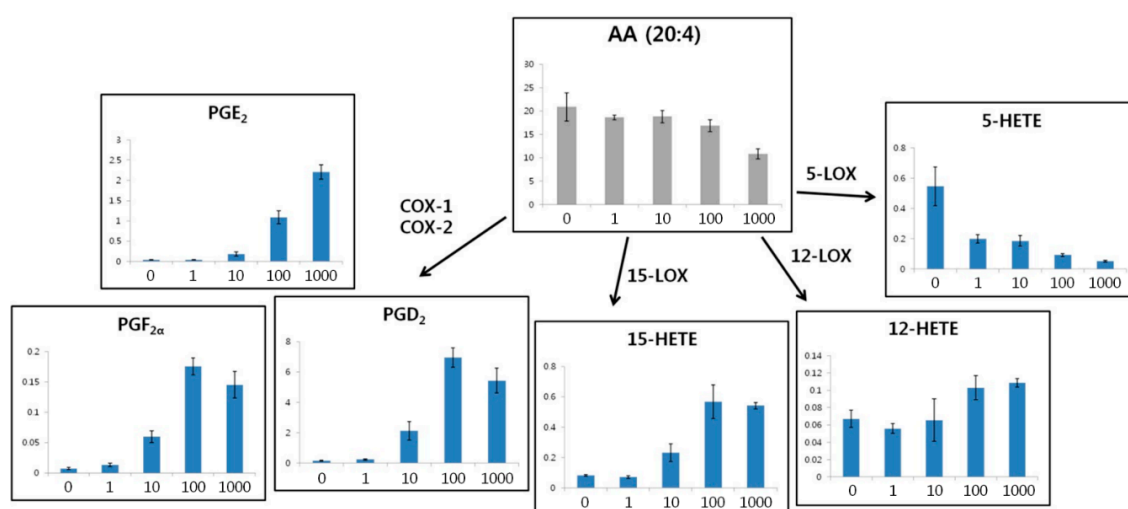 AA (20:4)
30
25
20
15
10
5
0
0 1 10 100 1000
PGE₂
3
2.5
2
1.5
1
0.5
0
0 1 10 100 1000
COX-1
COX-2
5-LOX
15-LOX
12-LOX
5-HETE
0.8
0.6
0.4
0.2
0
0 1 10 100 1000
PGF₂α
0.2
0.15
0.1
0.05
0
0 1 10 100 1000
PGD₂
8
6
4
2
0
0 1 10 100 1000
15-HETE
0.8
0.6
0.4
0.2
0
0 1 10 100 1000
12-HETE
0.14
0.12
0.1
0.08
0.06
0.04
0.02
0
0 1 10 100 1000